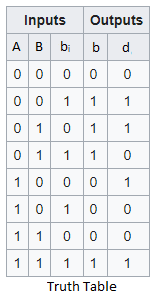 Inputs Outputs
A B bᵢ b d
0 0 0 0 0
0 0 1 1 1
0 1 0 1 1
0 1 1 1 0
1 0 0 0 1
1 0 1 0 0
1 1 0 0 0
1 1 1 1 1
Truth Table